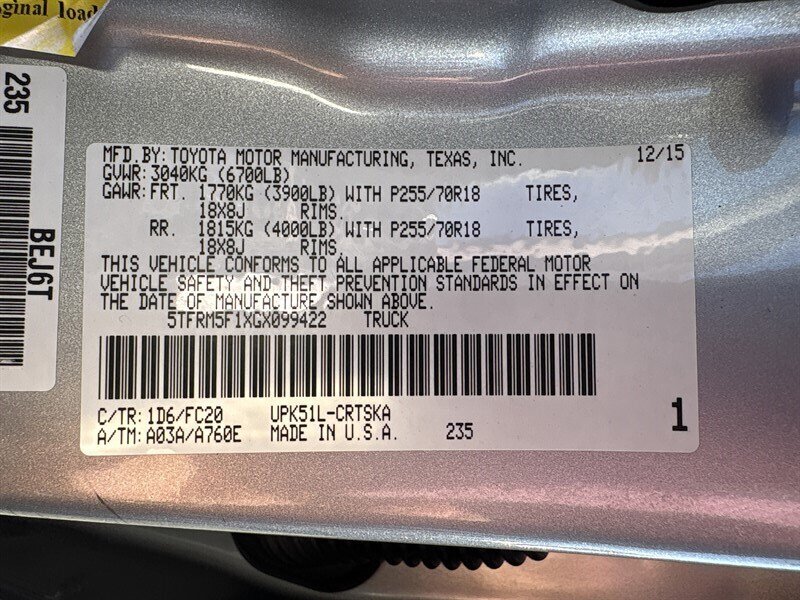 ginal load
235
BEJ6T
MFD.BY: TOYOTA MOTOR MANUFACTURING, TEXAS, INC. 12/15
GVWR: 3040KG (6700LB)
GAWR: FRT. 1770KG (3900LB) WITH P255/70R18 TIRES,
18X8J RIMS.
RR. 1815KG (4000LB) WITH P255/70R18 TIRES,
18X8J RIMS.
THIS VEHICLE CONFORMS TO ALL APPLICABLE FEDERAL MOTOR
VEHICLE SAFETY AND THEFT PREVENTION STANDARDS IN EFFECT ON
THE DATE OF MANUFACTURE SHOWN ABOVE.
5TFRM5F1XGX099422 TRUCK
C/TR: 1D6/FC20 UPK51L-CRTSKA
A/TM: A03A/A760E MADE IN U.S.A. 235 1